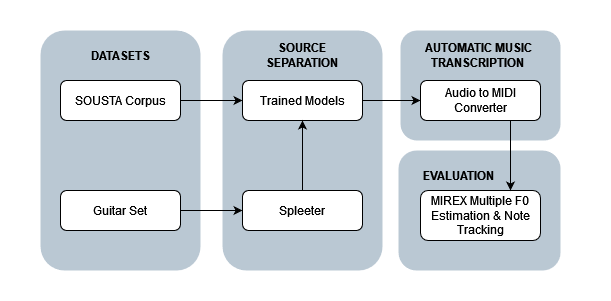 DATASETS
SOUSTA Corpus
Guitar Set
SOURCE
SEPARATION
Trained Models
Spleeter
AUTOMATIC MUSIC
TRANSCRIPTION
Audio to MIDI
Converter
EVALUATION
MIREX Multiple F0
Estimation & Note
Tracking